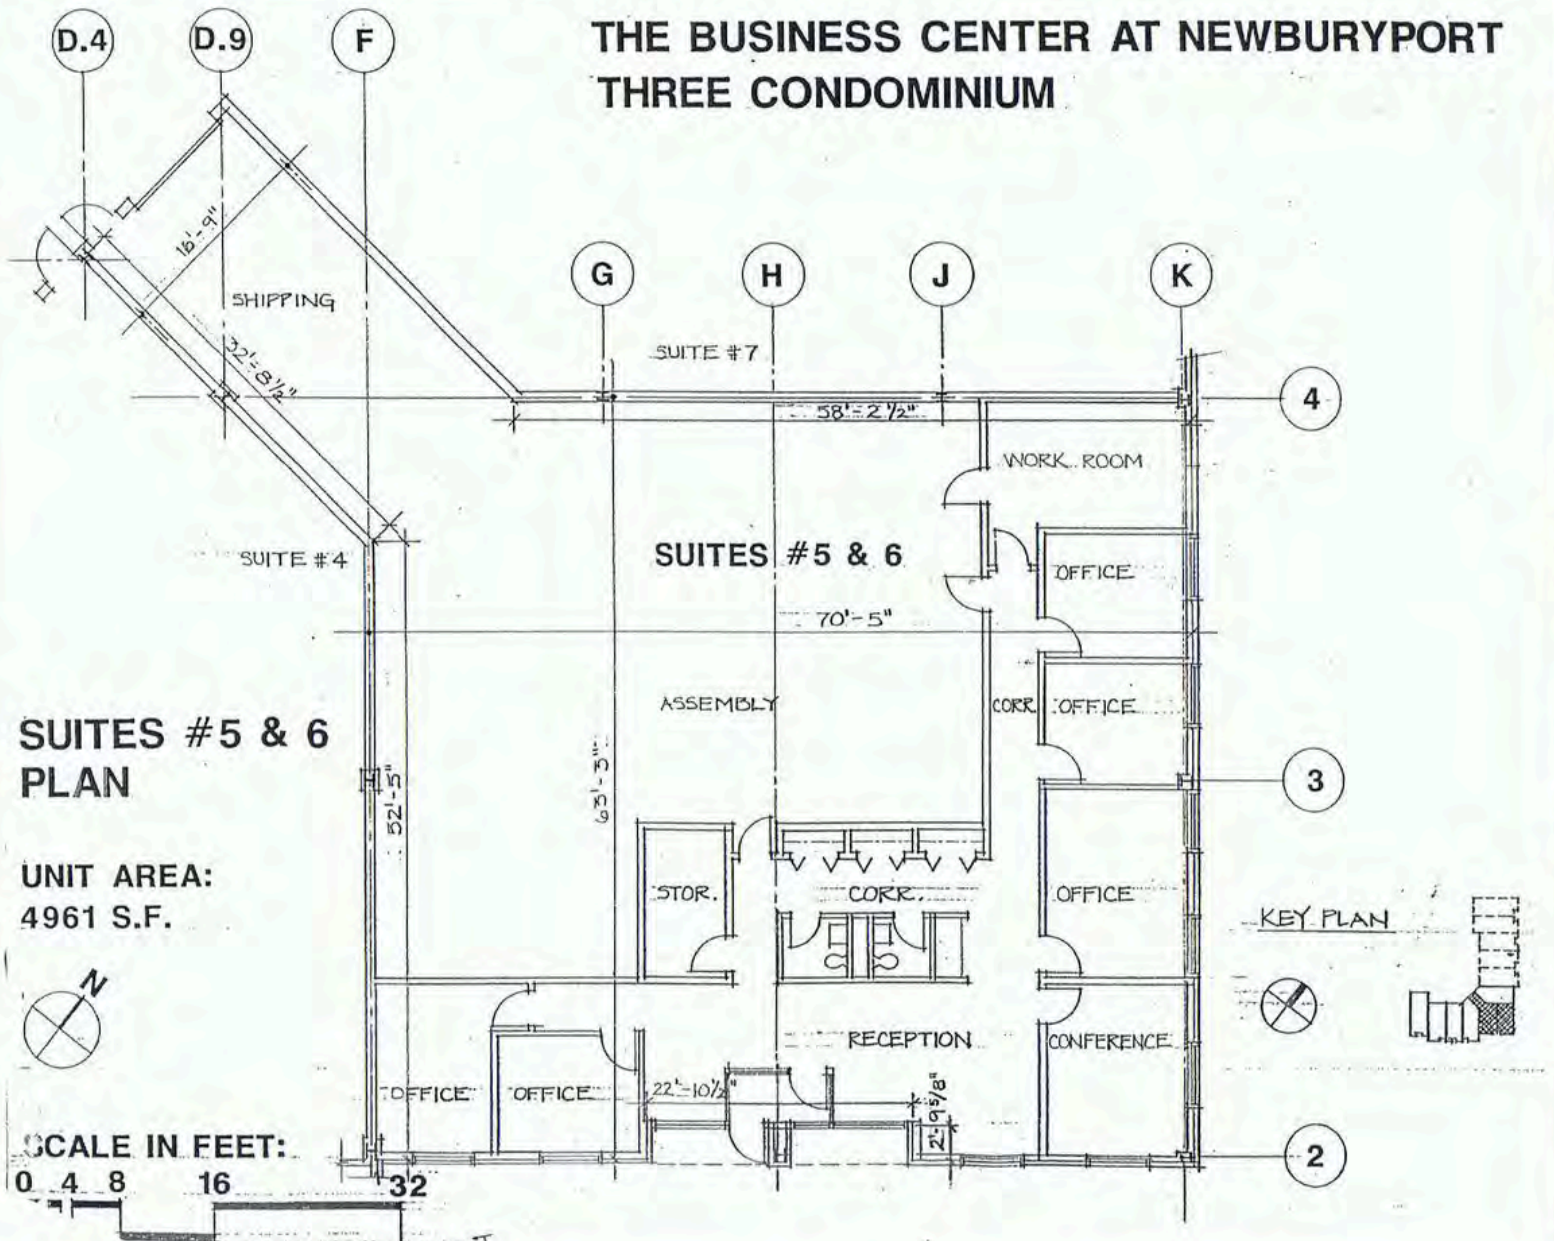 THE BUSINESS CENTER AT NEWBURYPORT
THREE CONDOMINIUM
D.4
D.9
F
16'-9"
SHIPPING
32'-8½"
G
H
J
K
SUITE #7
4
58'-2½"
WORK ROOM
SUITE #4
SUITES #5 & 6
OFFICE
70'-5"
ASSEMBLY
CORR.
OFFICE
SUITES #5 & 6
PLAN
52'-5"
63'-3"
3
UNIT AREA:
4961 S.F.
STOR.
CORR.
OFFICE
KEY PLAN
N
RECEPTION
CONFERENCE
OFFICE
OFFICE
22'-10½"
2'-9⅝"
SCALE IN FEET:
0 4 8 16 32
2